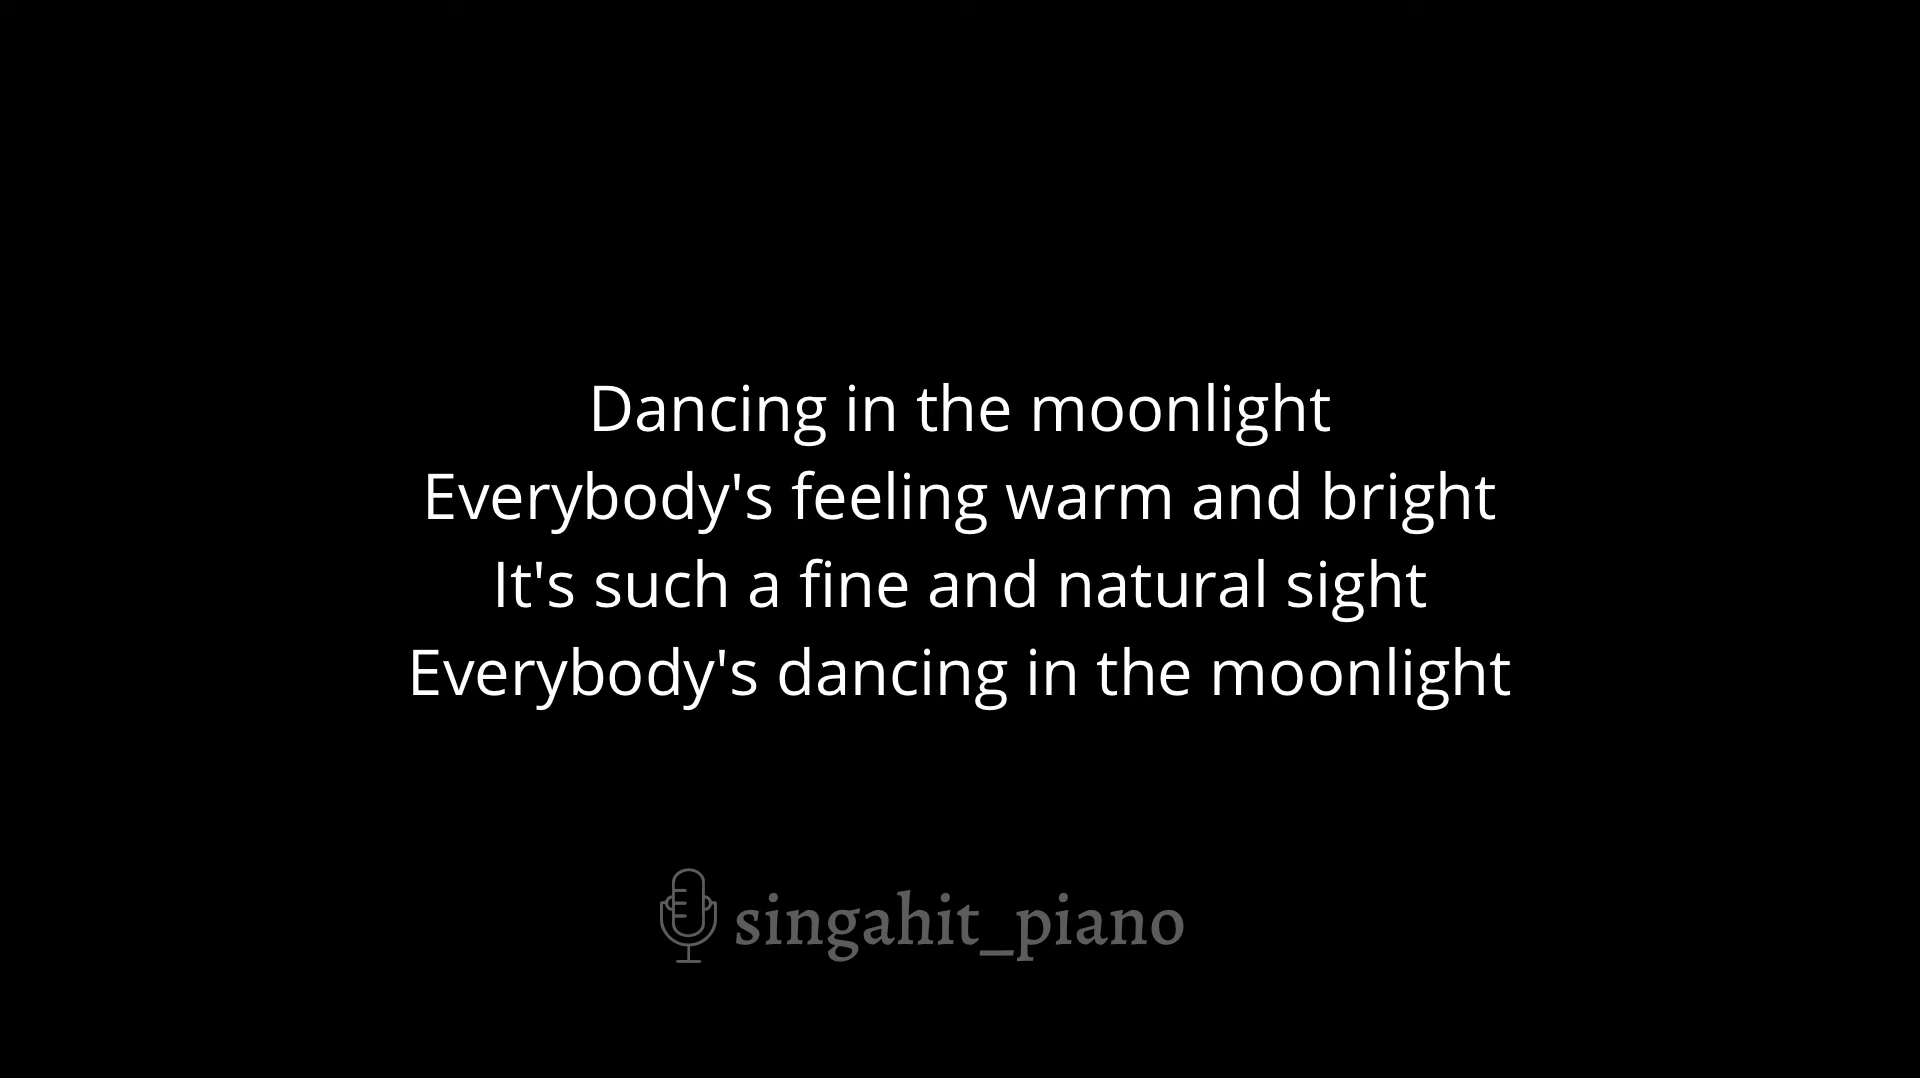 Dancing in the moonlight
Everybody's feeling warm and bright
It's such a fine and natural sight
Everybody's dancing in the moonlight
singahit_piano